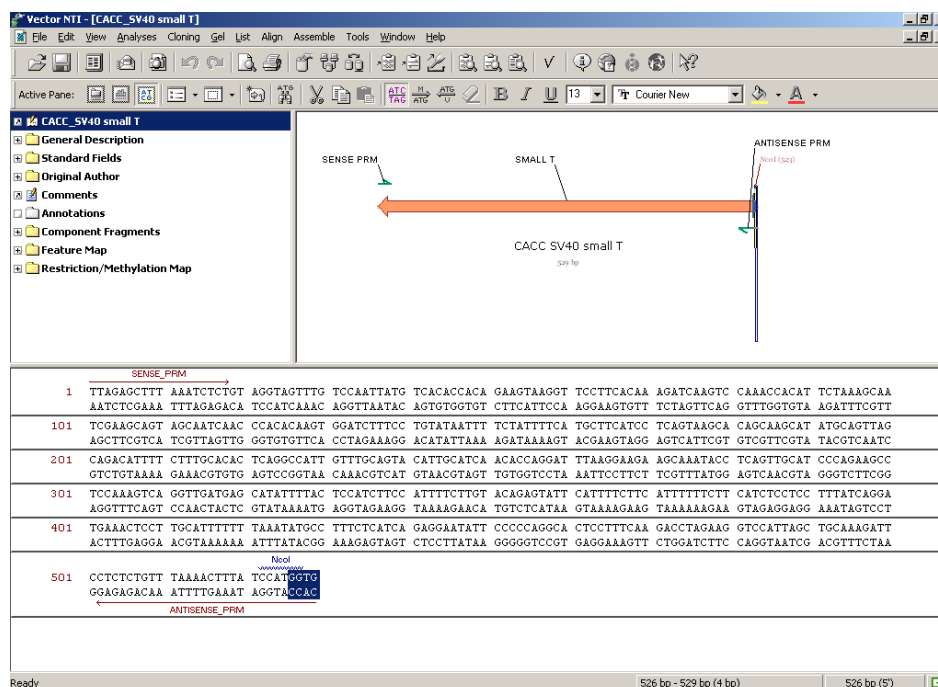 Vector NTI - [CACC_SV40 small T]
File Edit View Analyses Cloning Gel List Align Assemble Tools Window Help
Active Pane:
ATG TAG
13
Courier New
CACC_SV40 small T
General Description
Standard Fields
Original Author
Comments
Annotations
Component Fragments
Feature Map
Restriction/Methylation Map
ANTISENSE PRM
SENSE PRM SMALL T NcoI (523)
CACC SV40 small T
529 bp
SENSE_PRM
1 TTAGAGCTTT AAATCTCTGT AGGTAGTTTG TCCAATTATG TCACACCACA GAAGTAAGGT TCCTTCACAA AGATCAAGTC CAAACCACAT TCTAAAGCAA
AATCTCGAAA TTTAGAGACA TCCATCAAAC AGGTTAATAC AGTGTGGTGT CTTCATTCCA AGGAAGTGTT TCTAGTTCAG GTTTGGTGTA AGATTTCGTT
101 TCGAAGCAGT AGCAATCAAC CCACACAAGT GGATCTTTCC TGTATAATTT TCTATTTTCA TGCTTCATCC TCAGTAAGCA CAGCAAGCAT ATGCAGTTAG
AGCTTCGTCA TCGTTAGTTG GGTGTGTTCA CCTAGAAAGG ACATATTAAA AGATAAAAGT ACGAAGTAGG AGTCATTCGT GTCGTTCGTA TACGTCAATC
201 CAGACATTTT CTTTGCACAC TCAGGCCATT GTTTGCAGTA CATTGCATCA ACACCAGGAT TTAAGGAAGA AGCAAATACC TCAGTTGCAT CCCAGAAGCC
GTCTGTAAAA GAAACGTGTG AGTCCGGTAA CAAACGTCAT GTAACGTAGT TGTGGTCCTA AATTCCTTCT TCGTTTATGG AGTCAACGTA GGGTCTTCGG
301 TCCAAAGTCA GGTTGATGAG CATATTTTAC TCCATCTTCC ATTTTCTTGT ACAGAGTATT CATTTTCTTC ATTTTTTCTT CATCTCCTCC TTTATCAGGA
AGGTTTCAGT CCAACTACTC GTATAAAATG AGGTAGAAGG TAAAAGAACA TGTCTCATAA GTAAAAGAAG TAAAAAAGAA GTAGAGGAGG AAATAGTCCT
401 TGAAACTCCT TGCATTTTTT TAAATATGCC TTTCTCATCA GAGGAATATT CCCCCAGGCA CTCCTTTCAA GACCTAGAAG GTCCATTAGC TGCAAAGATT
ACTTTGAGGA ACGTAAAAAA ATTTATACGG AAAGAGTAGT CTCCTTATAA GGGGGTCCGT GAGGAAAGTT CTGGATCTTC CAGGTAATCG ACGTTTCTAA
NcoI
501 CCTCTCTGTT TAAAACTTTA TCCATGGTG
GGAGAGACAA ATTTTGAAAT AGGTACCAC
ANTISENSE_PRM
Ready 526 bp - 529 bp (4 bp) 526 bp (5')